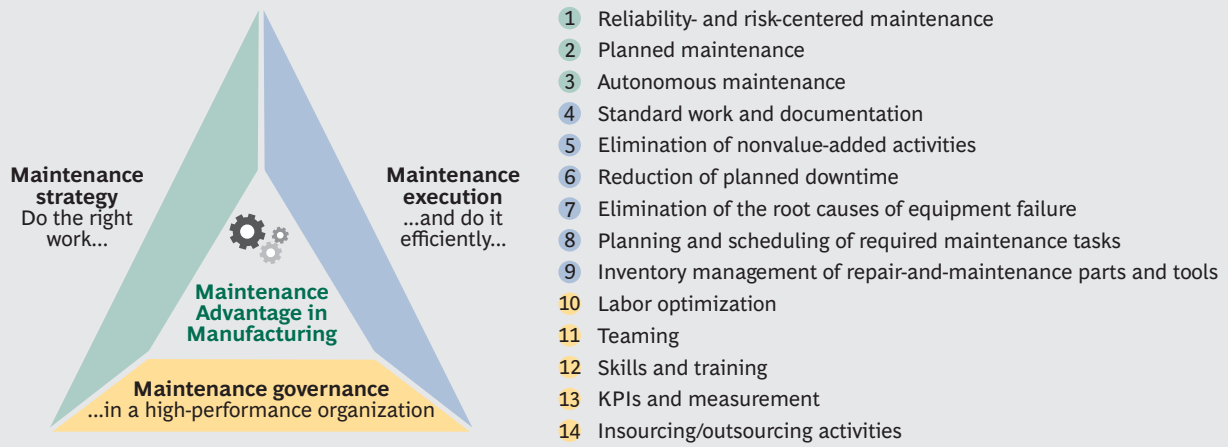 Maintenance
strategy
Do the right
work...
Maintenance
execution
...and do it
efficiently...
Maintenance
Advantage in
Manufacturing
Maintenance governance
...in a high-performance organization
1 Reliability- and risk-centered maintenance
2 Planned maintenance
3 Autonomous maintenance
4 Standard work and documentation
5 Elimination of nonvalue-added activities
6 Reduction of planned downtime
7 Elimination of the root causes of equipment failure
8 Planning and scheduling of required maintenance tasks
9 Inventory management of repair-and-maintenance parts and tools
10 Labor optimization
11 Teaming
12 Skills and training
13 KPIs and measurement
14 Insourcing/outsourcing activities